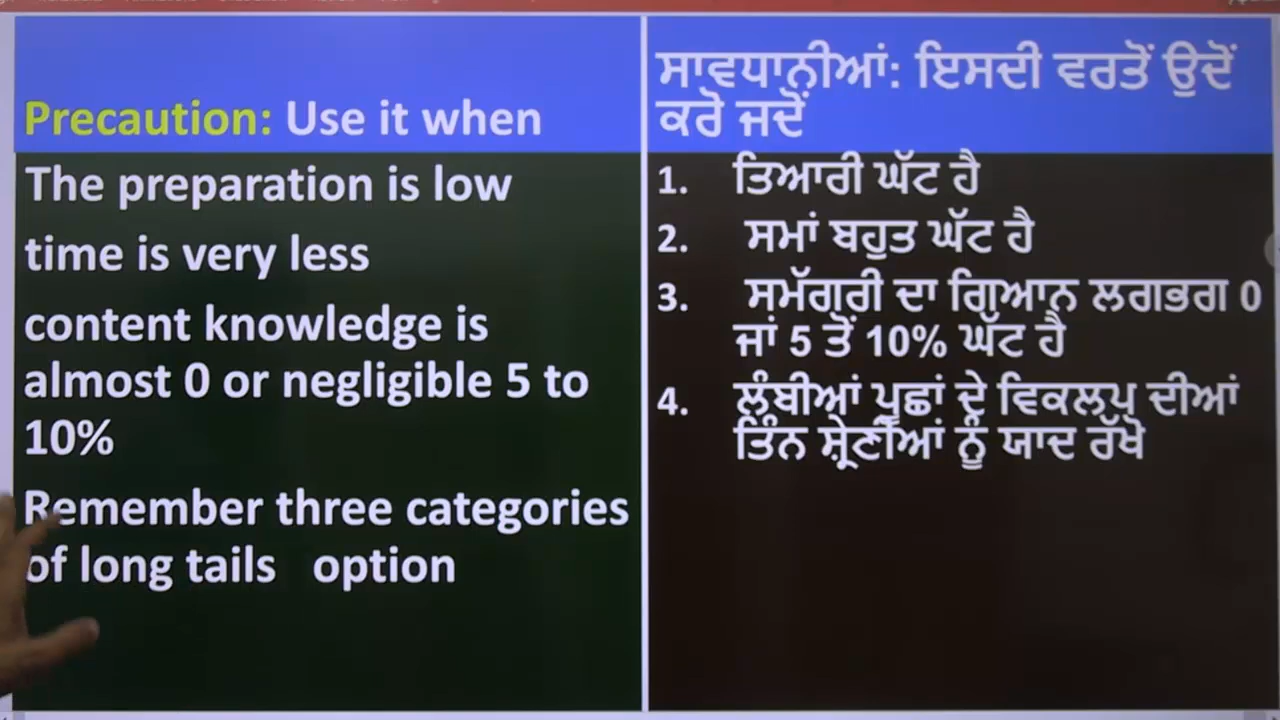 Precaution: Use it when
The preparation is low
time is very less
content knowledge is
almost 0 or negligible 5 to
10%
Remember three categories
of long tails option
ਸਾਵਧਾਨੀਆਂ: ਇਸਦੀ ਵਰਤੋਂ ਉਦੋਂ
ਕਰੋ ਜਦੋਂ
1. ਤਿਆਰੀ ਘੱਟ ਹੈ
2. ਸਮਾਂ ਬਹੁਤ ਘੱਟ ਹੈ
3. ਸਮੱਗਰੀ ਦਾ ਗਿਆਨ ਲਗਭਗ 0
ਜਾਂ 5 ਤੋਂ 10% ਘੱਟ ਹੈ
4. ਲੰਬੀਆਂ ਪੂਛਾਂ ਦੇ ਵਿਕਲਪ ਦੀਆਂ
ਤਿੰਨ ਸ਼੍ਰੇਣੀਆਂ ਨੂੰ ਯਾਦ ਰੱਖੋ